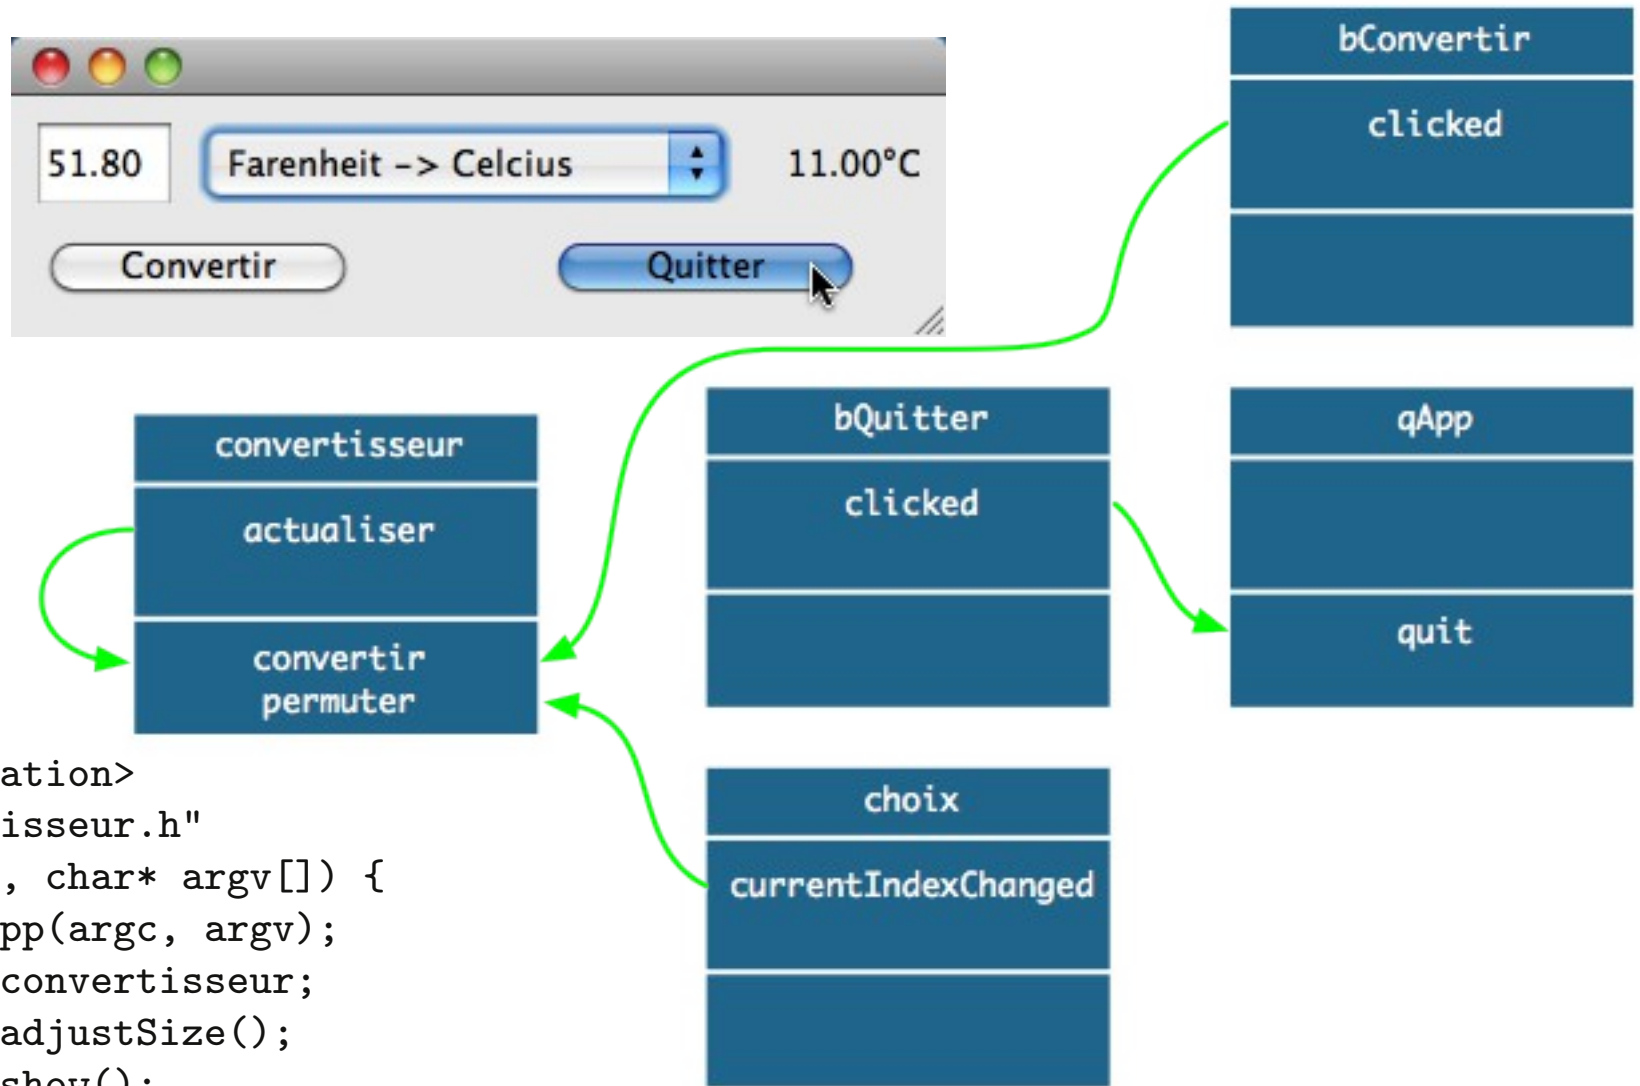 51.80
Farenheit -> Celcius
11.00°C
Convertir
Quitter
bConvertir
clicked
convertisseur
actualiser
convertir
permuter
bQuitter
clicked
qApp
quit
choix
currentIndexChanged
ation>
isseur.h"
, char* argv[]) {
pp(argc, argv);
convertisseur;
adjustSize();